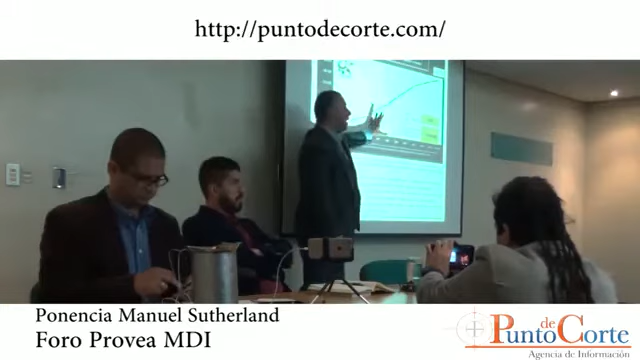 http://puntodecorte.com/
Ponencia Manuel Sutherland
Foro Provea MDI
Punto de Corte
Agencia de Información